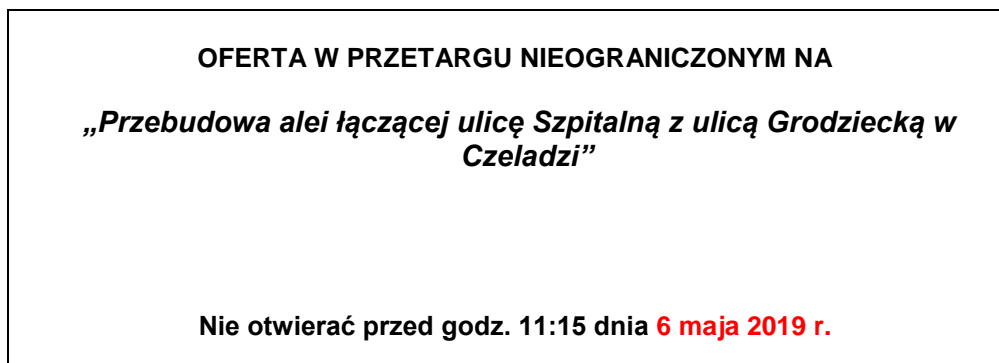 OFERTA W PRZETARGU NIEOGRANICZONYM NA
„Przebudowa alei łączącej ulicę Szpitalną z ulicą Grodziecką w
Czeladzi”
Nie otwierać przed godz. 11:15 dnia 6 maja 2019 r.